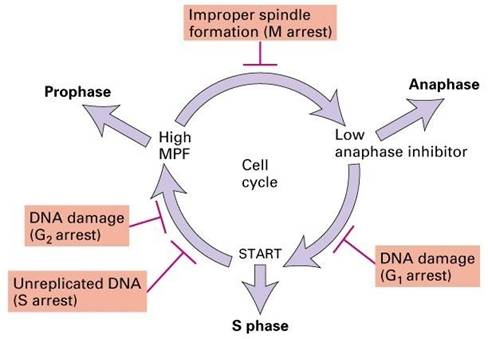 Improper spindle
formation (M arrest)
Prophase
Anaphase
High
MPF
Low
anaphase inhibitor
Cell
cycle
DNA damage
(G₂ arrest)
Unreplicated DNA
(S arrest)
START
DNA damage
(G₁ arrest)
S phase